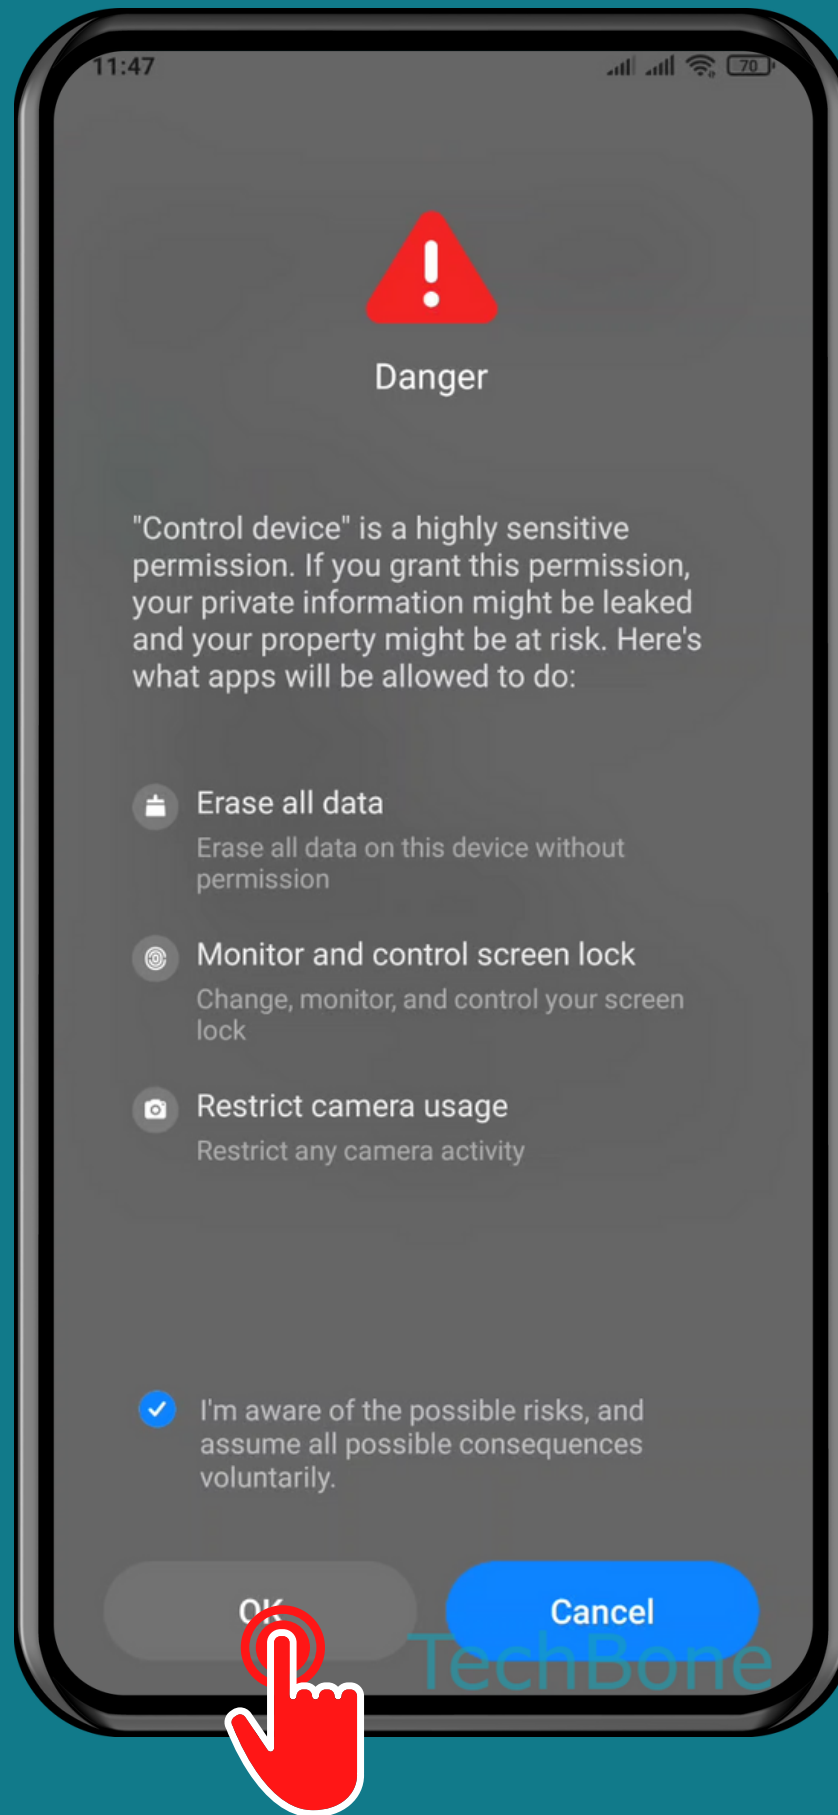 11:47
70
Danger
"Control device" is a highly sensitive
permission. If you grant this permission,
your private information might be leaked
and your property might be at risk. Here's
what apps will be allowed to do:
Erase all data
Erase all data on this device without
permission
Monitor and control screen lock
Change, monitor, and control your screen
lock
Restrict camera usage
Restrict any camera activity
I'm aware of the possible risks, and
assume all possible consequences
voluntarily.
OK
Cancel
TechBone